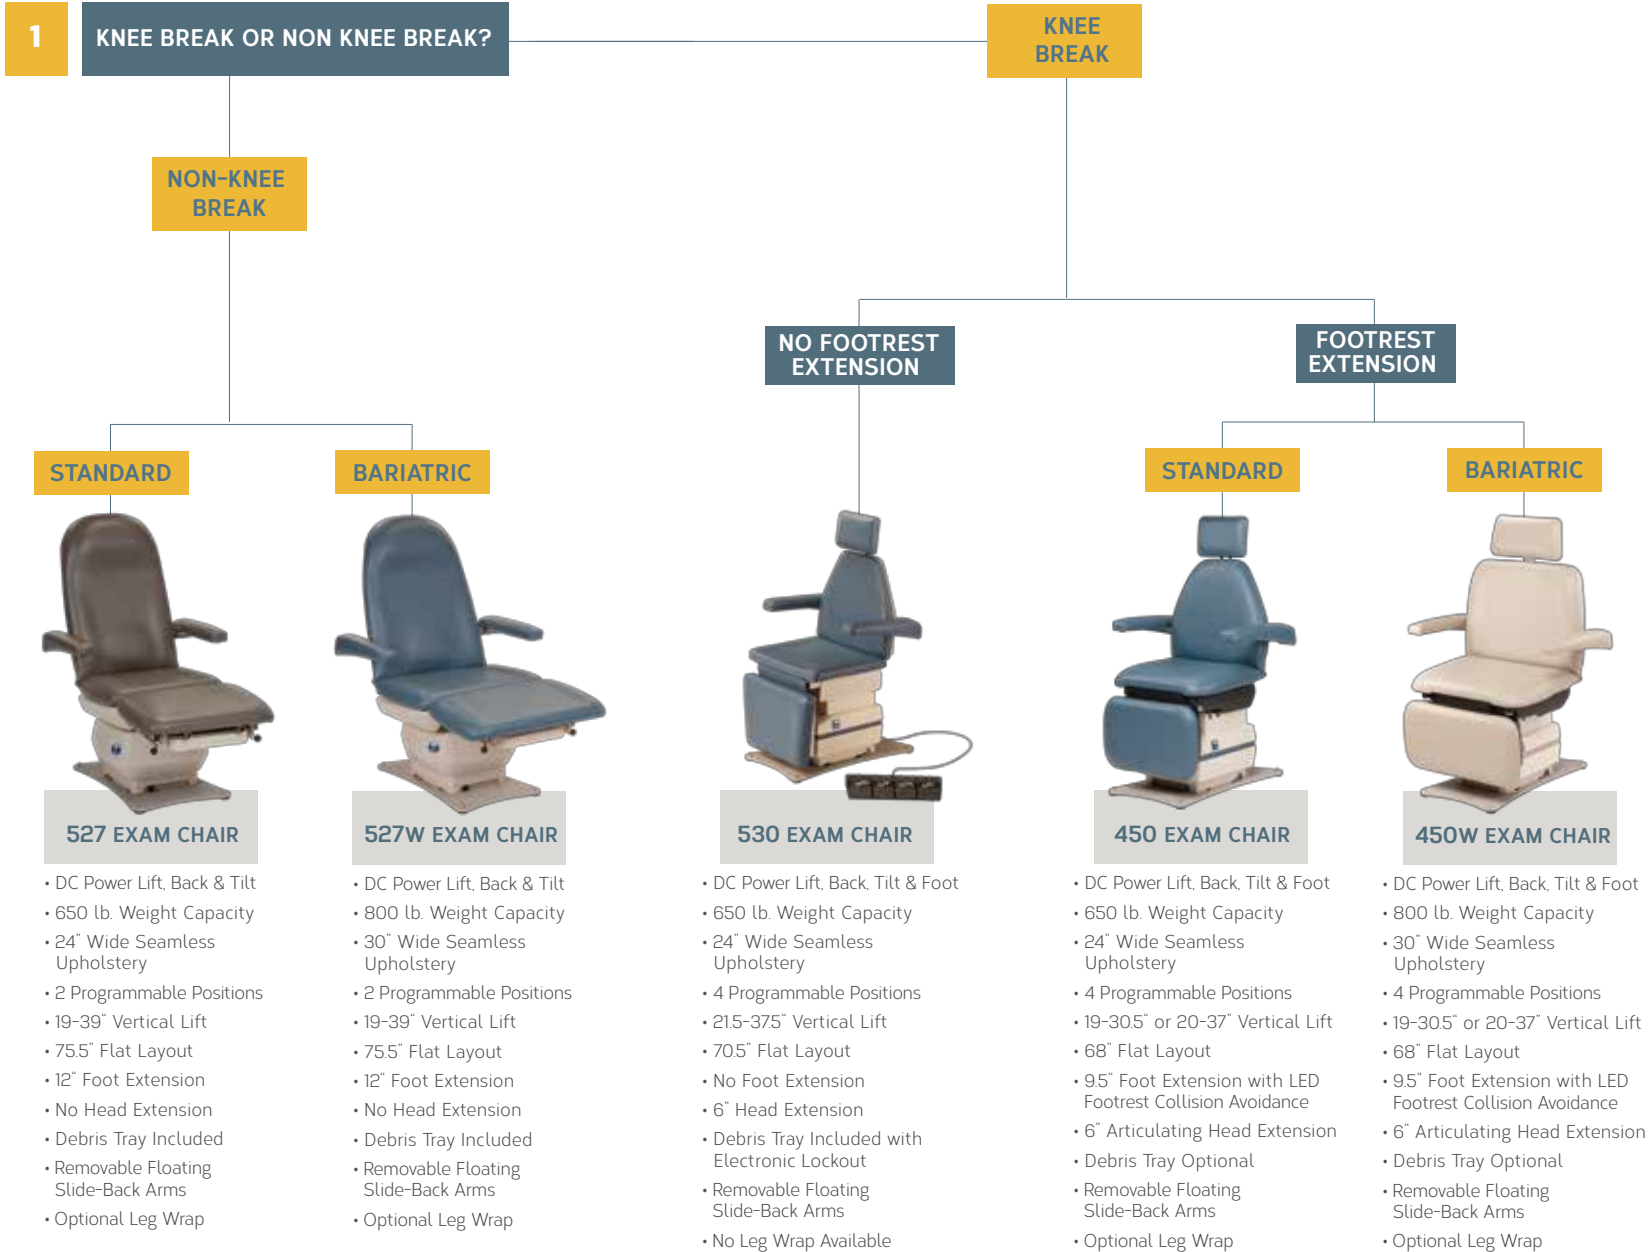 1
KNEE BREAK OR NON KNEE BREAK?
KNEE
BREAK
NON-KNEE
BREAK
NO FOOTREST
EXTENSION
FOOTREST
EXTENSION
STANDARD
BARIATRIC
STANDARD
BARIATRIC
527 EXAM CHAIR
• DC Power Lift, Back & Tilt
• 650 lb. Weight Capacity
• 24" Wide Seamless
Upholstery
• 2 Programmable Positions
• 19-39" Vertical Lift
• 75.5" Flat Layout
• 12" Foot Extension
• No Head Extension
• Debris Tray Included
• Removable Floating
Slide-Back Arms
• Optional Leg Wrap
527W EXAM CHAIR
• DC Power Lift, Back & Tilt
• 800 lb. Weight Capacity
• 30" Wide Seamless
Upholstery
• 2 Programmable Positions
• 19-39" Vertical Lift
• 75.5" Flat Layout
• 12" Foot Extension
• No Head Extension
• Debris Tray Included
• Removable Floating
Slide-Back Arms
• Optional Leg Wrap
530 EXAM CHAIR
• DC Power Lift, Back, Tilt & Foot
• 650 lb. Weight Capacity
• 24" Wide Seamless
Upholstery
• 4 Programmable Positions
• 21.5-37.5" Vertical Lift
• 70.5" Flat Layout
• No Foot Extension
• 6" Head Extension
• Debris Tray Included with
Electronic Lockout
• Removable Floating
Slide-Back Arms
• No Leg Wrap Available
450 EXAM CHAIR
• DC Power Lift, Back, Tilt & Foot
• 650 lb. Weight Capacity
• 24" Wide Seamless
Upholstery
• 4 Programmable Positions
• 19-30.5" or 20-37" Vertical Lift
• 68" Flat Layout
• 9.5" Foot Extension with LED
Footrest Collision Avoidance
• 6" Articulating Head Extension
• Debris Tray Optional
• Removable Floating
Slide-Back Arms
• Optional Leg Wrap
450W EXAM CHAIR
• DC Power Lift, Back, Tilt & Foot
• 800 lb. Weight Capacity
• 30" Wide Seamless
Upholstery
• 4 Programmable Positions
• 19-30.5" or 20-37" Vertical Lift
• 68" Flat Layout
• 9.5" Foot Extension with LED
Footrest Collision Avoidance
• 6" Articulating Head Extension
• Debris Tray Optional
• Removable Floating
Slide-Back Arms
• Optional Leg Wrap